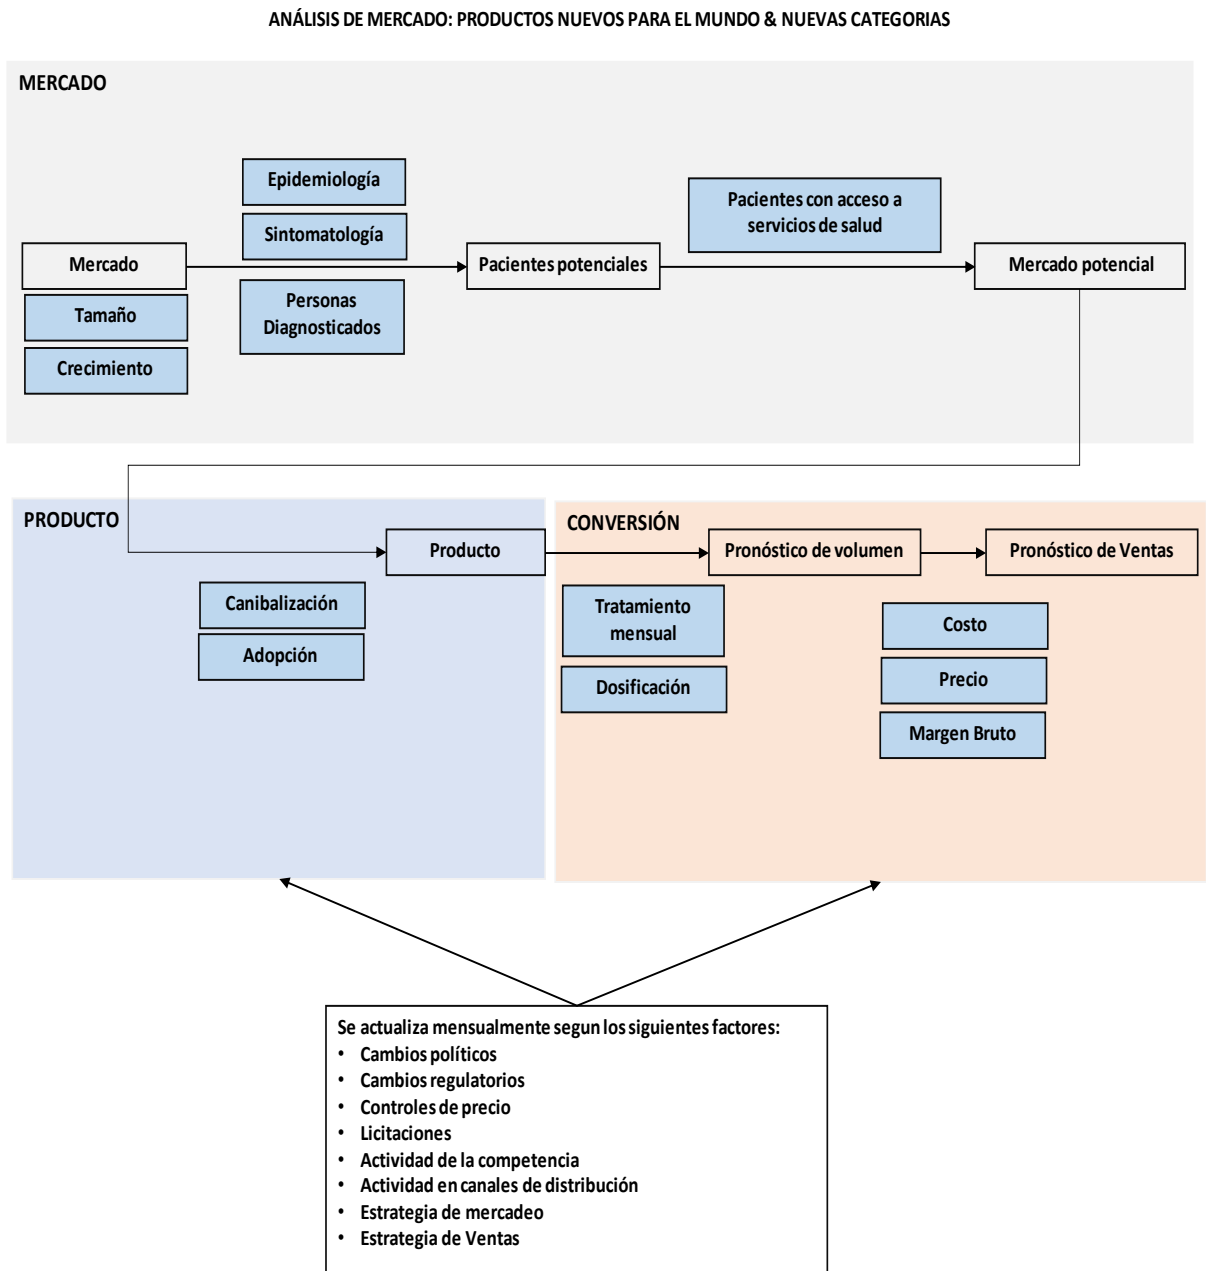 ANÁLISIS DE MERCADO: PRODUCTOS NUEVOS PARA EL MUNDO & NUEVAS CATEGORIAS
MERCADO
Epidemiología
Sintomatología
Pacientes con acceso a
servicios de salud
Mercado
Pacientes potenciales
Mercado potencial
Tamaño
Crecimiento
Personas
Diagnosticados
PRODUCTO
Producto
Canibalización
Adopción
CONVERSIÓN
Pronóstico de volumen
Pronóstico de Ventas
Tratamiento
mensual
Dosificación
Costo
Precio
Margen Bruto
Se actualiza mensualmente segun los siguientes factores:
• Cambios políticos
• Cambios regulatorios
• Controles de precio
• Licitaciones
• Actividad de la competencia
• Actividad en canales de distribución
• Estrategia de mercadeo
• Estrategia de Ventas